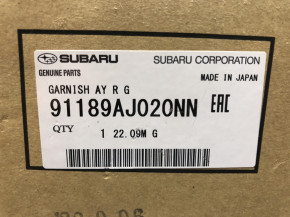 SUBARU SUBARU CORPORATION
GENUINE PARTS MADE IN JAPAN
GARNISH AY R G
91189AJ020NN EAC
QTY 1 22.09M G